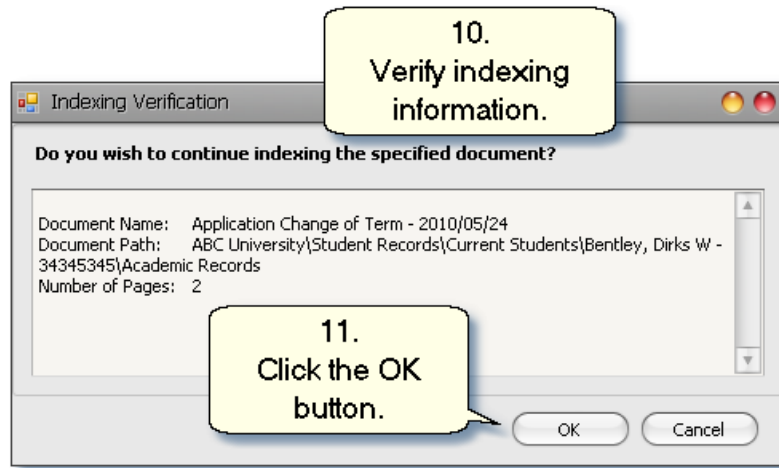 10.
Verify indexing
information.
Indexing Verification
Do you wish to continue indexing the specified document?
Document Name: Application Change of Term - 2010/05/24
Document Path: ABC University\Student Records\Current Students\Bentley, Dirks W -
34345345\Academic Records
Number of Pages: 2
11.
Click the OK
button.
OK
Cancel